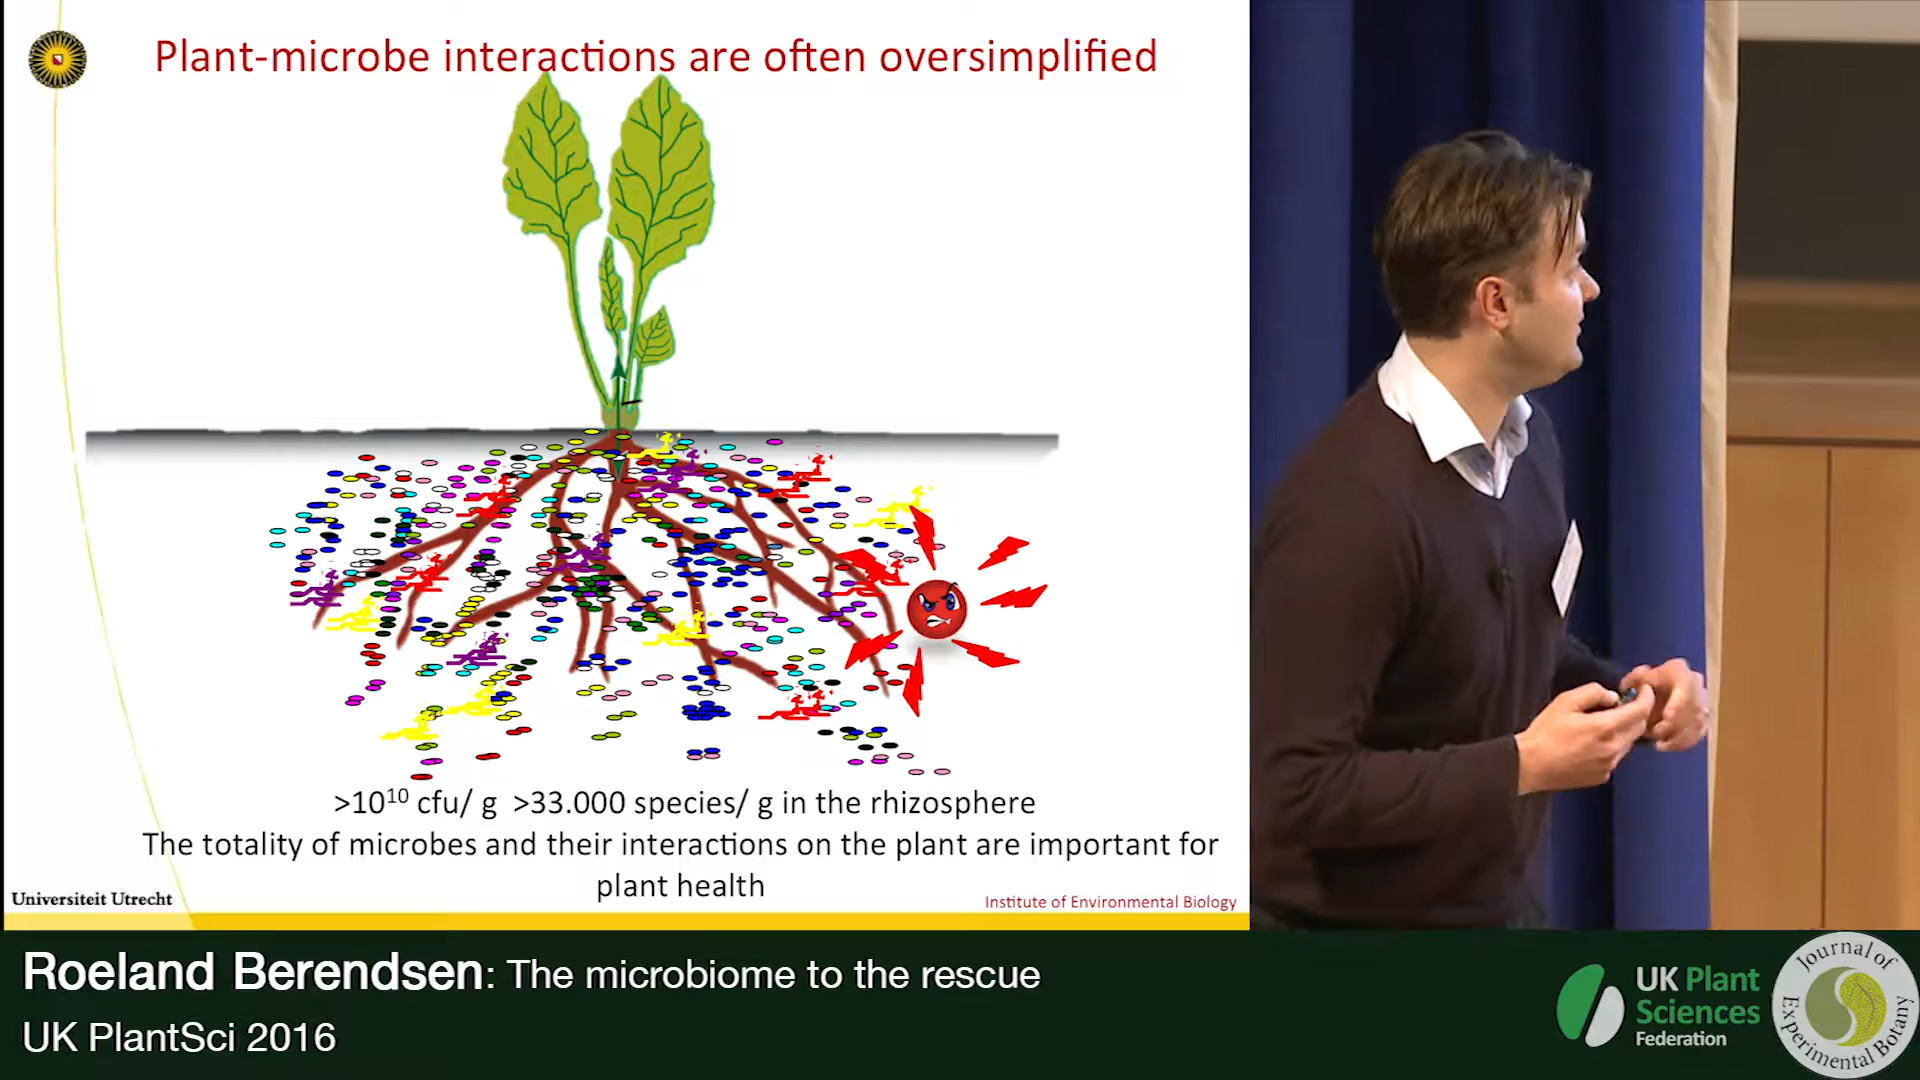 Plant-microbe interactions are often oversimplified
>10¹⁰ cfu/ g >33.000 species/ g in the rhizosphere
The totality of microbes and their interactions on the plant are important for
plant health
Universiteit Utrecht
Institute of Environmental Biology
Roeland Berendsen: The microbiome to the rescue
UK PlantSci 2016
UK Plant
Sciences
Federation
Journal of
Experimental Botany